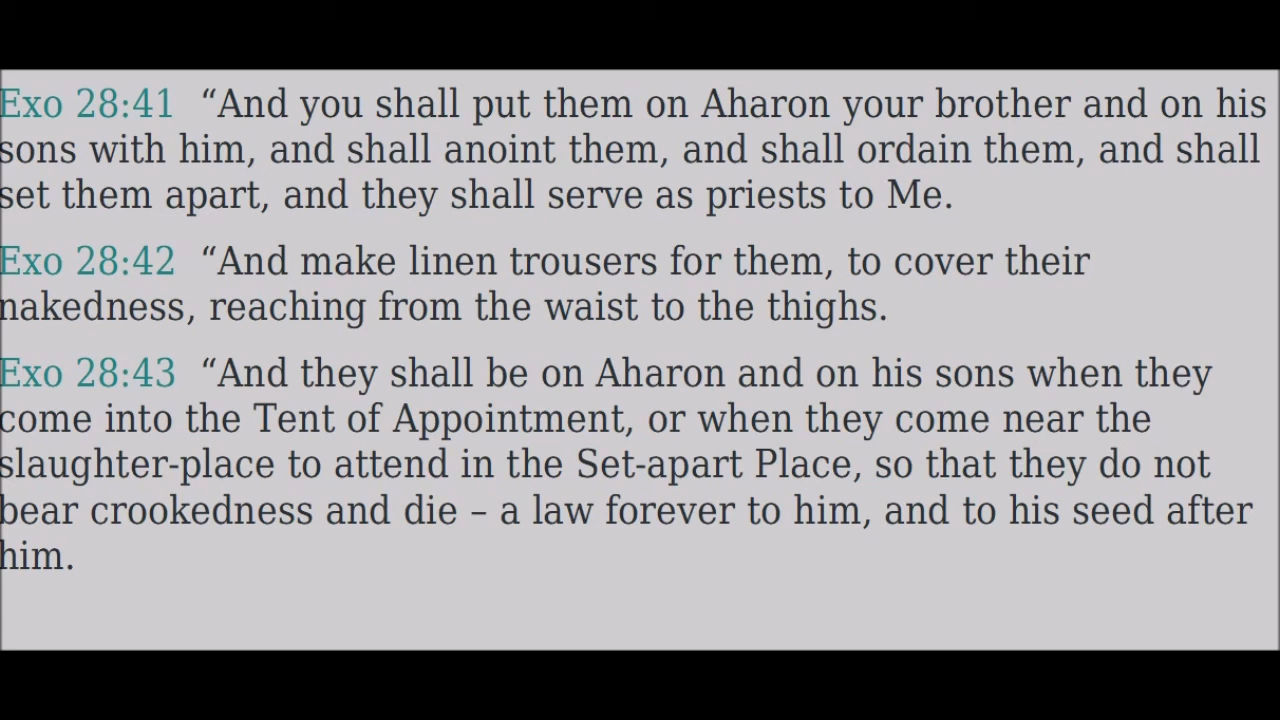 Exo 28:41 “And you shall put them on Aharon your brother and on his
sons with him, and shall anoint them, and shall ordain them, and shall
set them apart, and they shall serve as priests to Me.
Exo 28:42 “And make linen trousers for them, to cover their
nakedness, reaching from the waist to the thighs.
Exo 28:43 “And they shall be on Aharon and on his sons when they
come into the Tent of Appointment, or when they come near the
slaughter-place to attend in the Set-apart Place, so that they do not
bear crookedness and die – a law forever to him, and to his seed after
him.